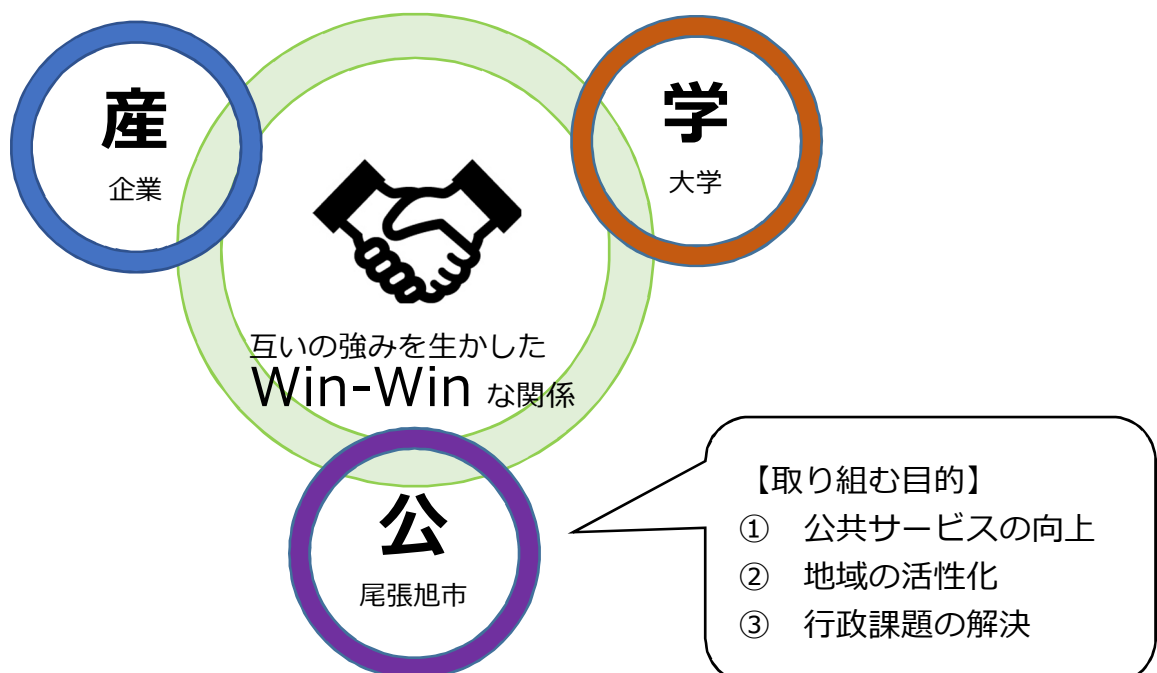 産
企業
学
大学
互いの強みを生かした
Win-Win な関係
公
尾張旭市
【取り組む目的】
① 公共サービスの向上
② 地域の活性化
③ 行政課題の解決